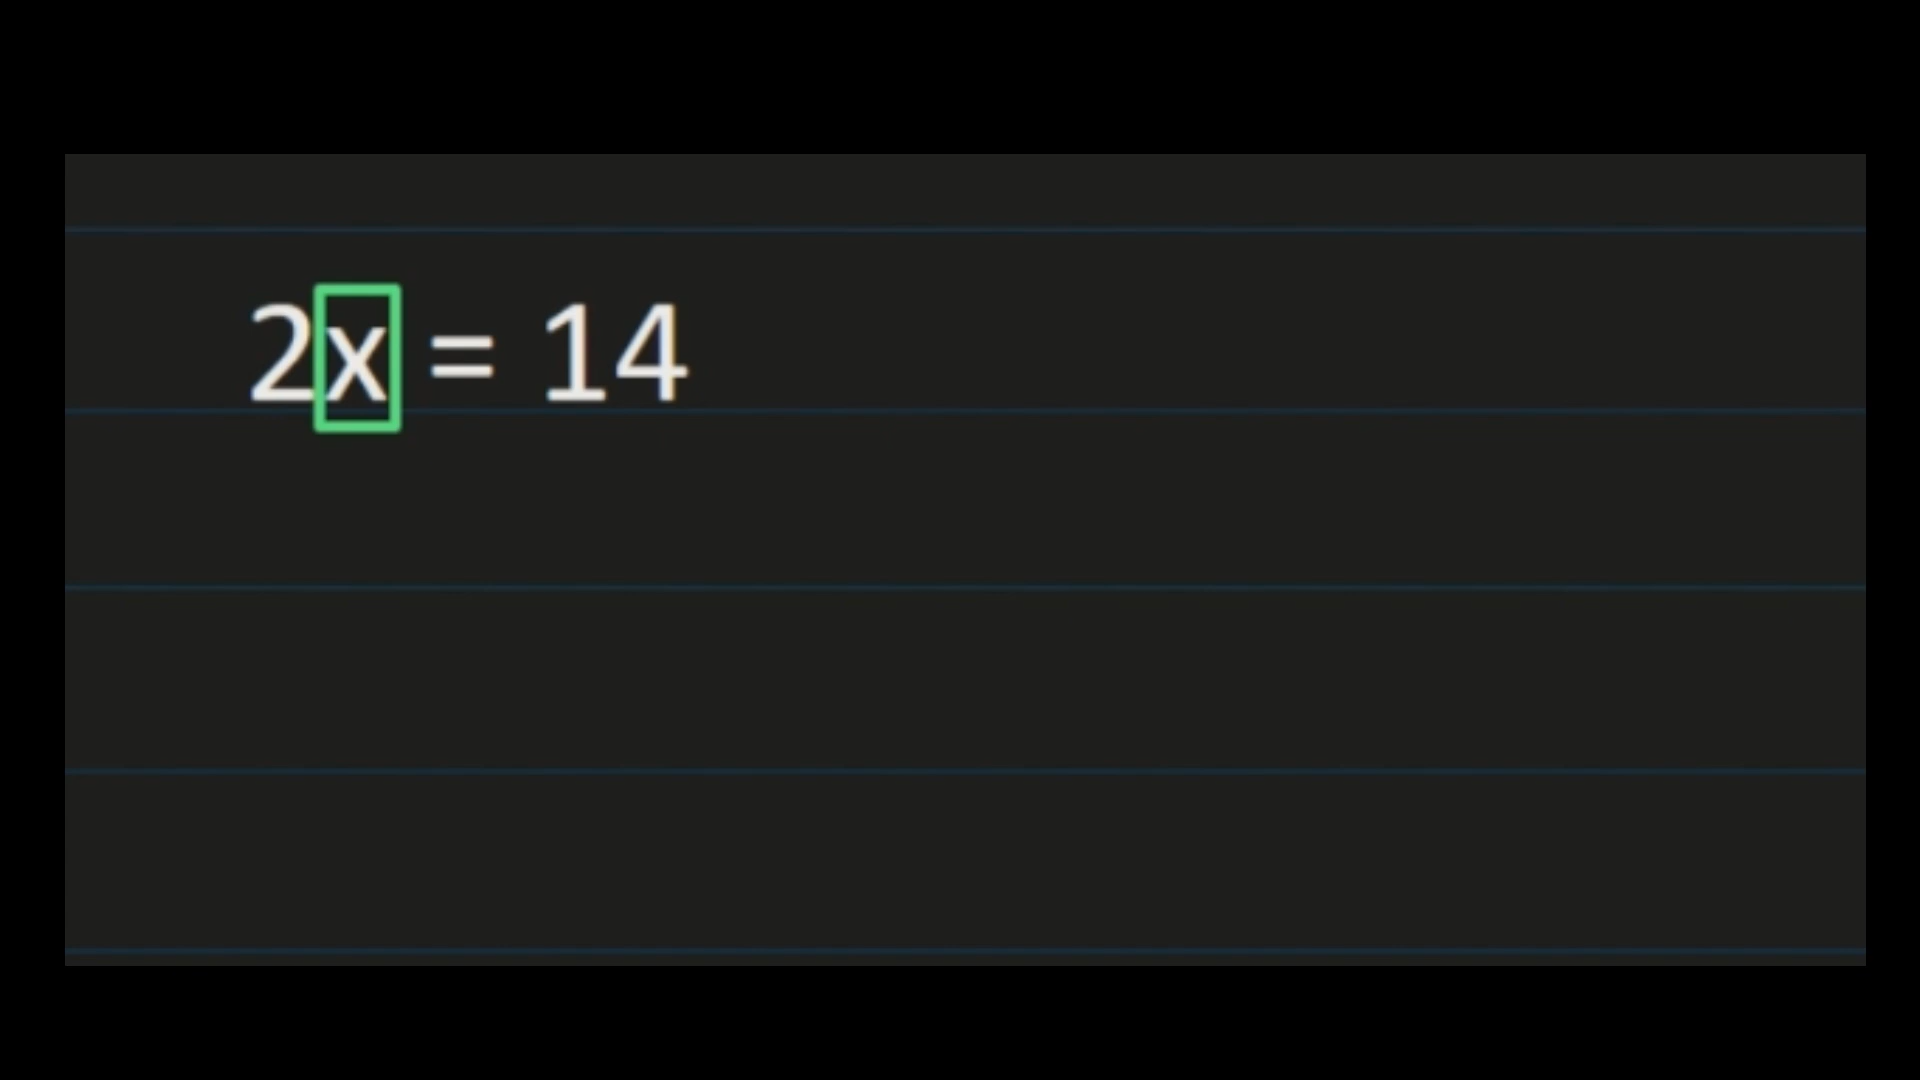 2x = 14